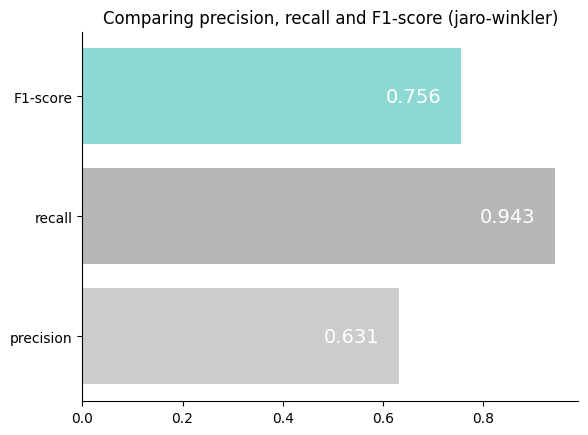 Comparing precision, recall and F1-score (jaro-winkler)
F1-score
0.756
recall
0.943
precision
0.631
0.0 0.2 0.4 0.6 0.8